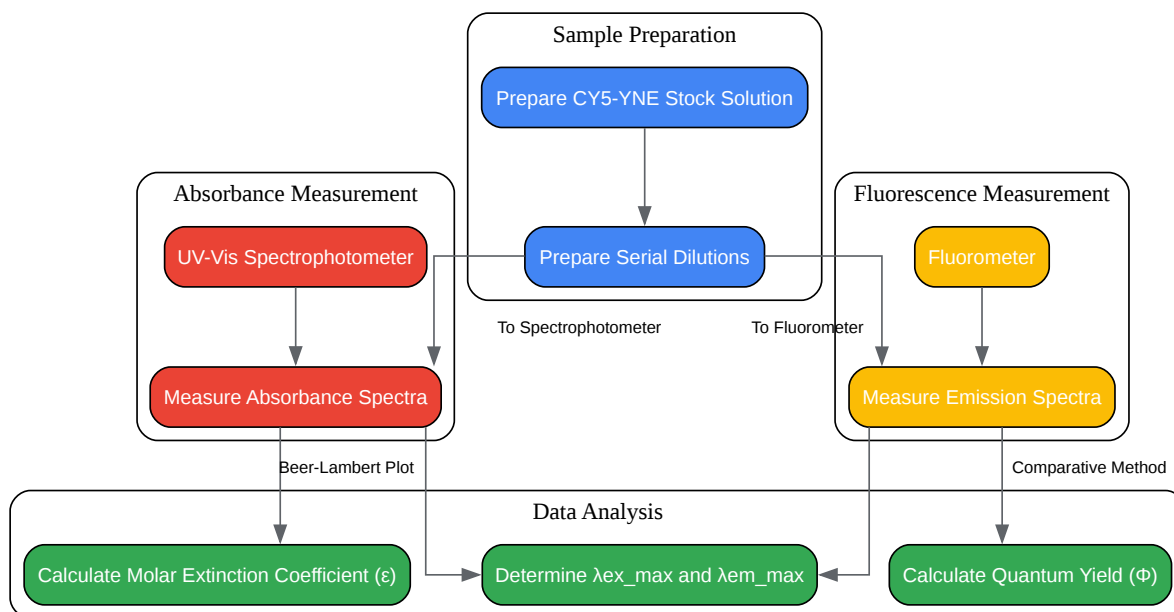 Sample Preparation
Prepare CY5-YNE Stock Solution
Absorbance Measurement
Fluorescence Measurement
UV-Vis Spectrophotometer
Prepare Serial Dilutions
Fluorometer
To Spectrophotometer
To Fluorometer
Measure Absorbance Spectra
Measure Emission Spectra
Beer-Lambert Plot
Comparative Method
Data Analysis
Calculate Molar Extinction Coefficient (ε)
Determine λex_max and λem_max
Calculate Quantum Yield (Φ)